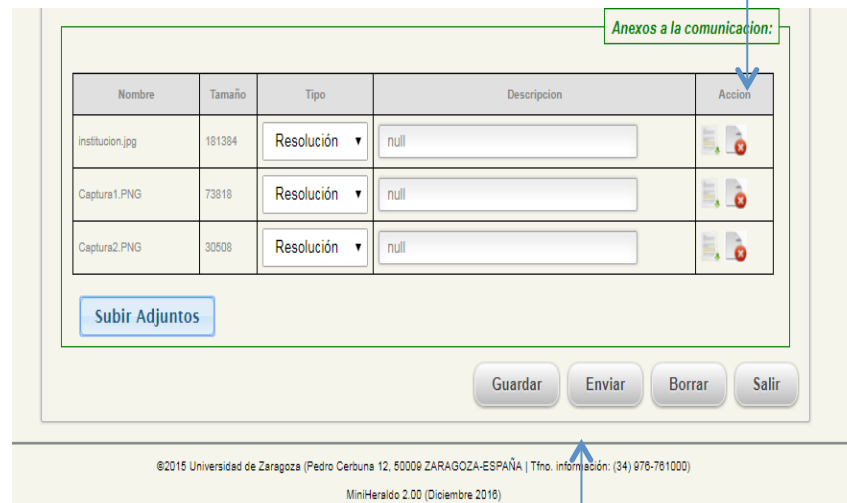 Anexos a la comunicacion:
Nombre Tamaño Tipo Descripcion Accion
institucion.jpg 181384 Resolución null
Captura1.PNG 73818 Resolución null
Captura2.PNG 30508 Resolución null
Subir Adjuntos
Guardar Enviar Borrar Salir
©2015 Universidad de Zaragoza (Pedro Cerbuna 12, 50009 ZARAGOZA-ESPAÑA | Tfno. información: (34) 976-761000)
MiniHeraldo 2.00 (Diciembre 2016)